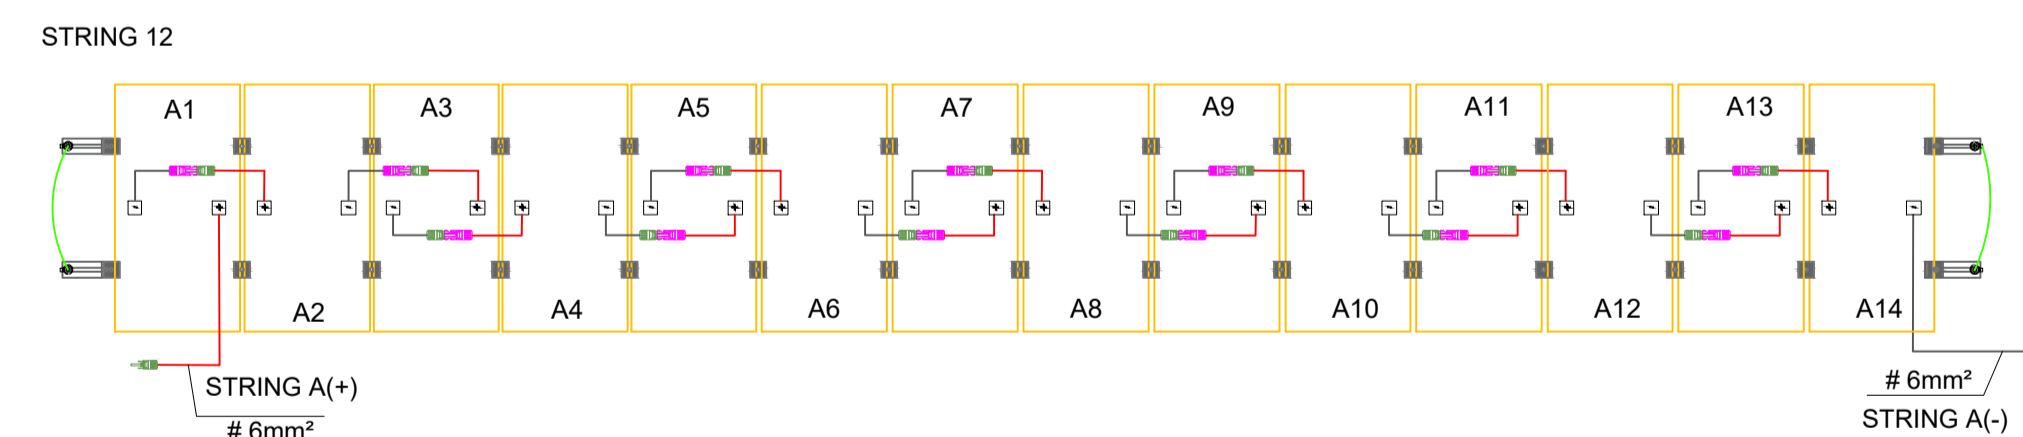 STRING 12
A1
A3
A5
A7
A9
A11
A13
- + + - - + + - - + + - - + + - - + + - - + + - - + + -
A2
A4
A6
A8
A10
A12
A14
STRING A(+)
# 6mm²
# 6mm²
STRING A(-)